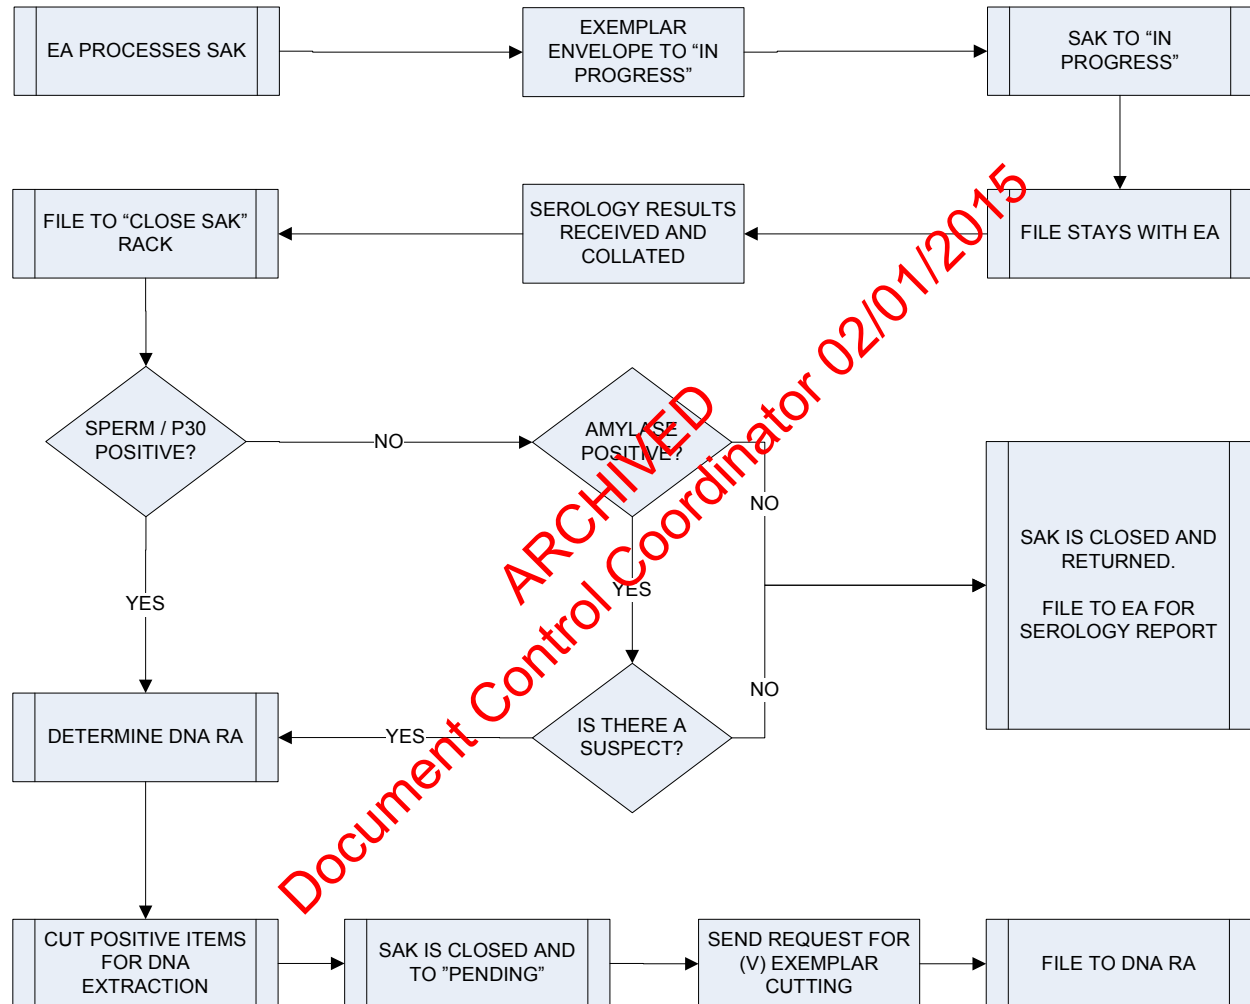 EA PROCESSES SAK
EXEMPLAR
ENVELOPE TO “IN
PROGRESS”
SAK TO “IN
PROGRESS”
FILE TO “CLOSE SAK”
RACK
SEROLOGY RESULTS
RECEIVED AND
COLLATED
FILE STAYS WITH EA
SPERM / P30
POSITIVE?
NO
AMYLASE
POSITIVE?
NO
YES
YES
SAK IS CLOSED AND
RETURNED.
FILE TO EA FOR
SEROLOGY REPORT
DETERMINE DNA RA
YES
IS THERE A
SUSPECT?
NO
CUT POSITIVE ITEMS
FOR DNA
EXTRACTION
SAK IS CLOSED AND
TO ”PENDING”
SEND REQUEST FOR
(V) EXEMPLAR
CUTTING
FILE TO DNA RA
ARCHIVED
Document Control Coordinator 02/01/2015